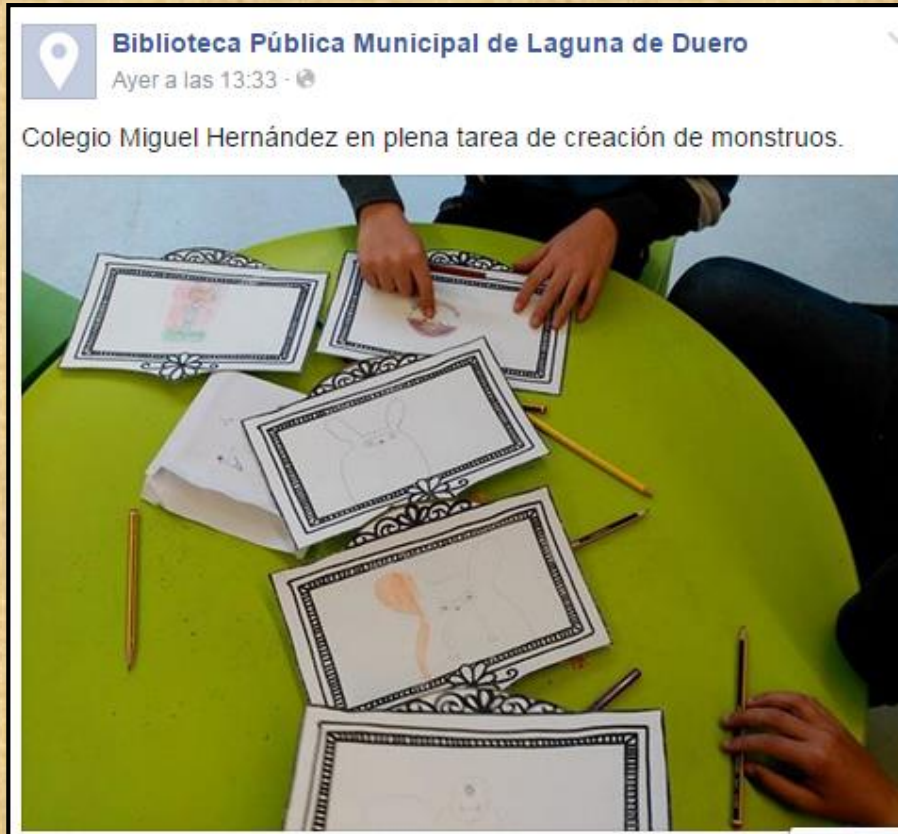 Biblioteca Pública Municipal de Laguna de Duero
Ayer a las 13:33 ·
Colegio Miguel Hernández en plena tarea de creación de monstruos.